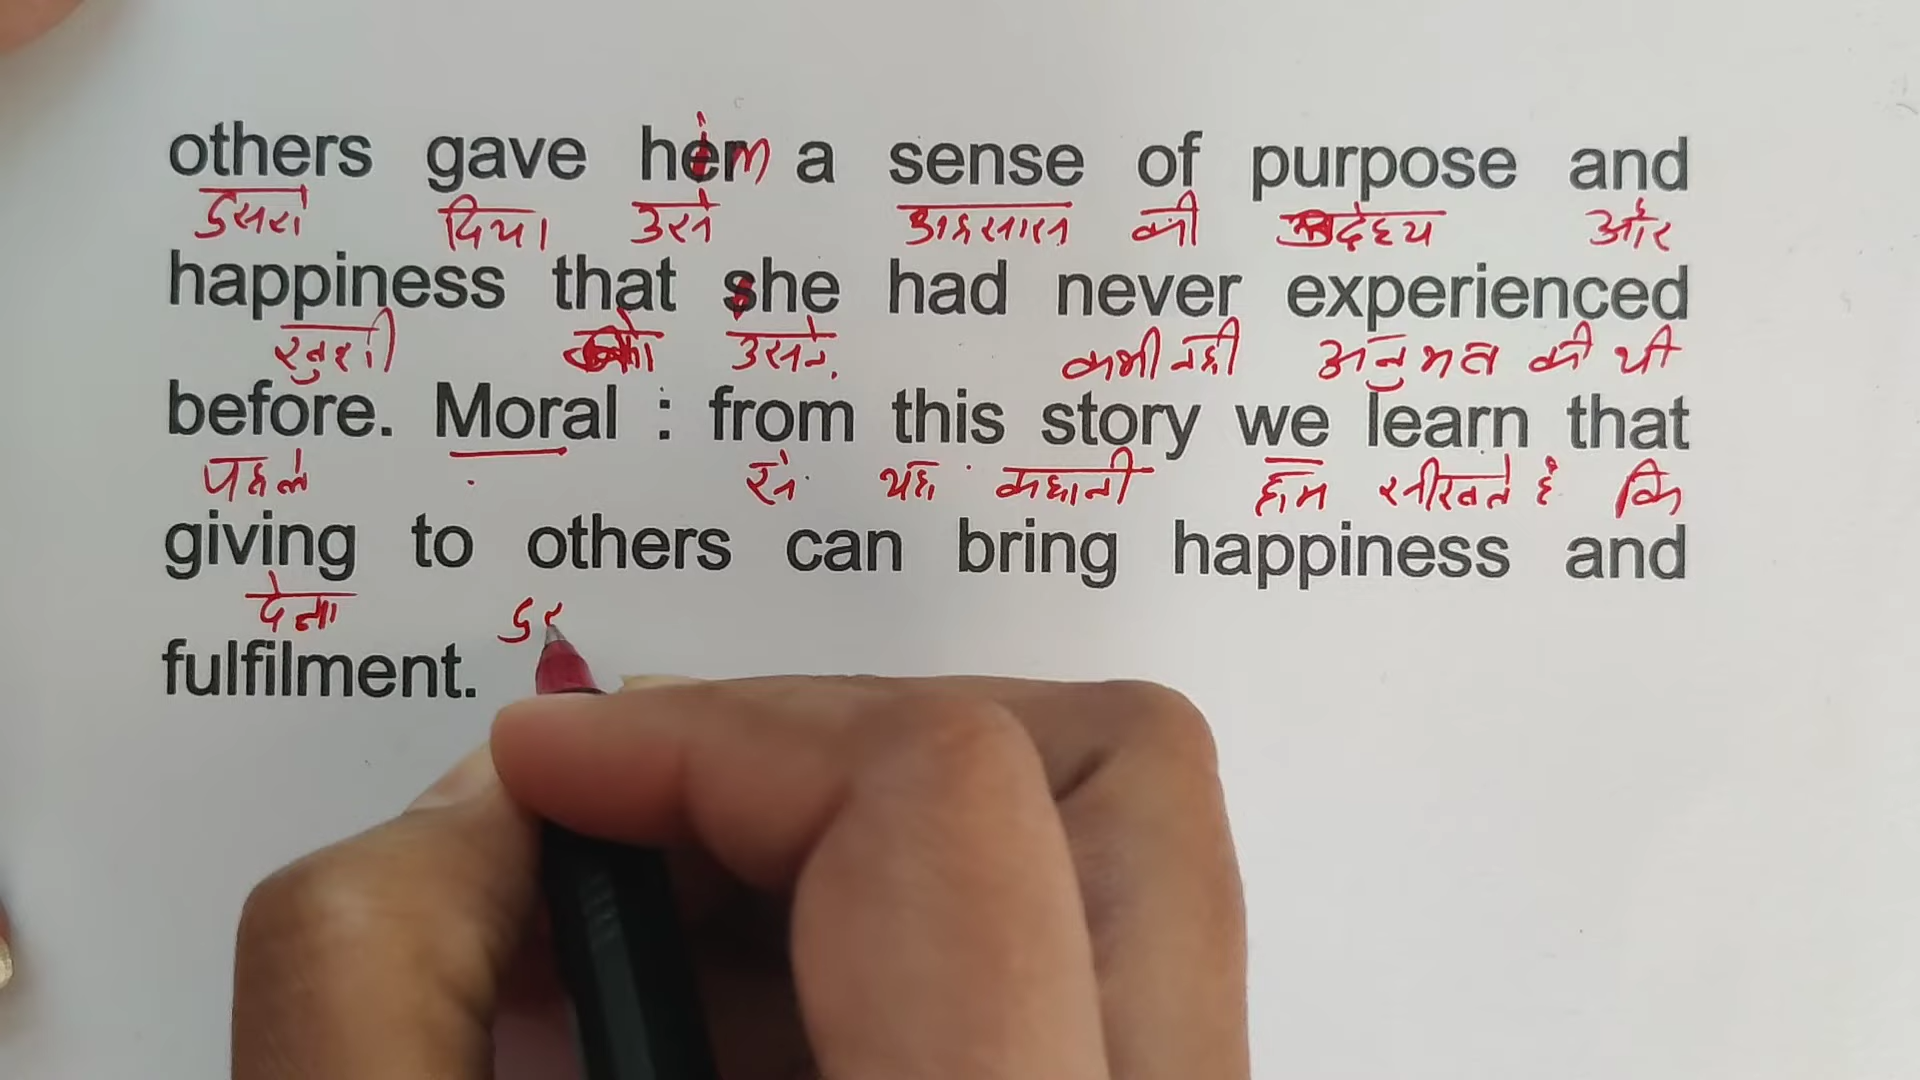 others gave him a sense of purpose and
दुसरों दिया। उसे अहसास की उद्देश्य और
happiness that he had never experienced
खुशी को उसने कभी नहीं अनुभव की थी
before. Moral : from this story we learn that
पहले से यह कहानी हम सीखते है कि
giving to others can bring happiness and
देना
fulfilment.